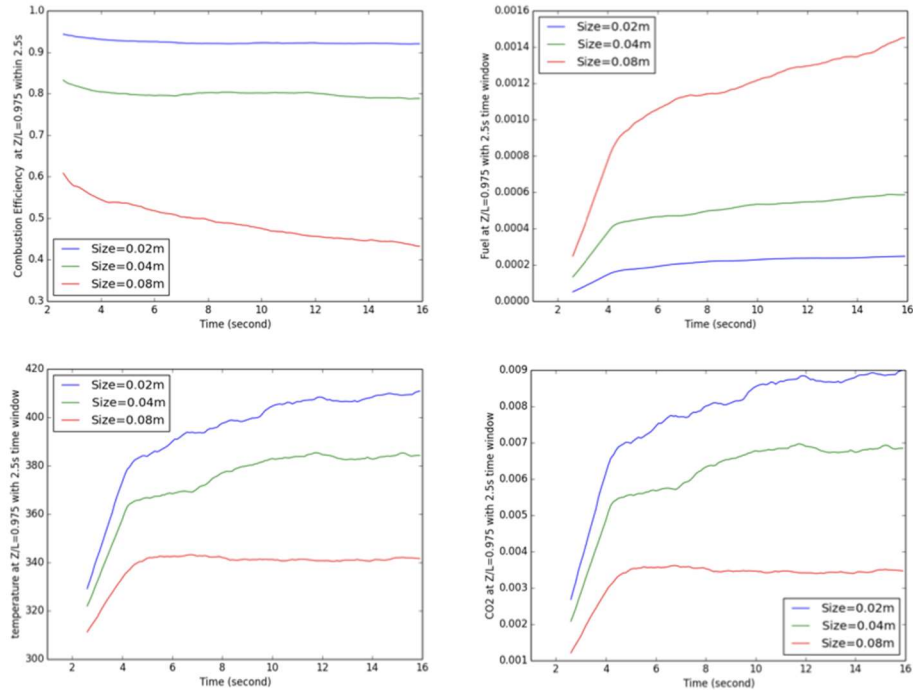 Combustion Efficiency at Z/L=0.975 within 2.5s
1.0
0.9
0.8
0.7
0.6
0.5
0.4
0.3
Size=0.02m
Size=0.04m
Size=0.08m
2 4 6 8 10 12 14 16
Time (second)
Fuel at Z/L=0.975 with 2.5s time window
0.0016
0.0014
0.0012
0.0010
0.0008
0.0006
0.0004
0.0002
0.0000
Size=0.02m
Size=0.04m
Size=0.08m
2 4 6 8 10 12 14 16
Time (second)
temperature at Z/L=0.975 with 2.5s time window
420
400
380
360
340
320
300
Size=0.02m
Size=0.04m
Size=0.08m
2 4 6 8 10 12 14 16
Time (second)
CO2 at Z/L=0.975 with 2.5s time window
0.009
0.008
0.007
0.006
0.005
0.004
0.003
0.002
0.001
Size=0.02m
Size=0.04m
Size=0.08m
2 4 6 8 10 12 14 16
Time (second)